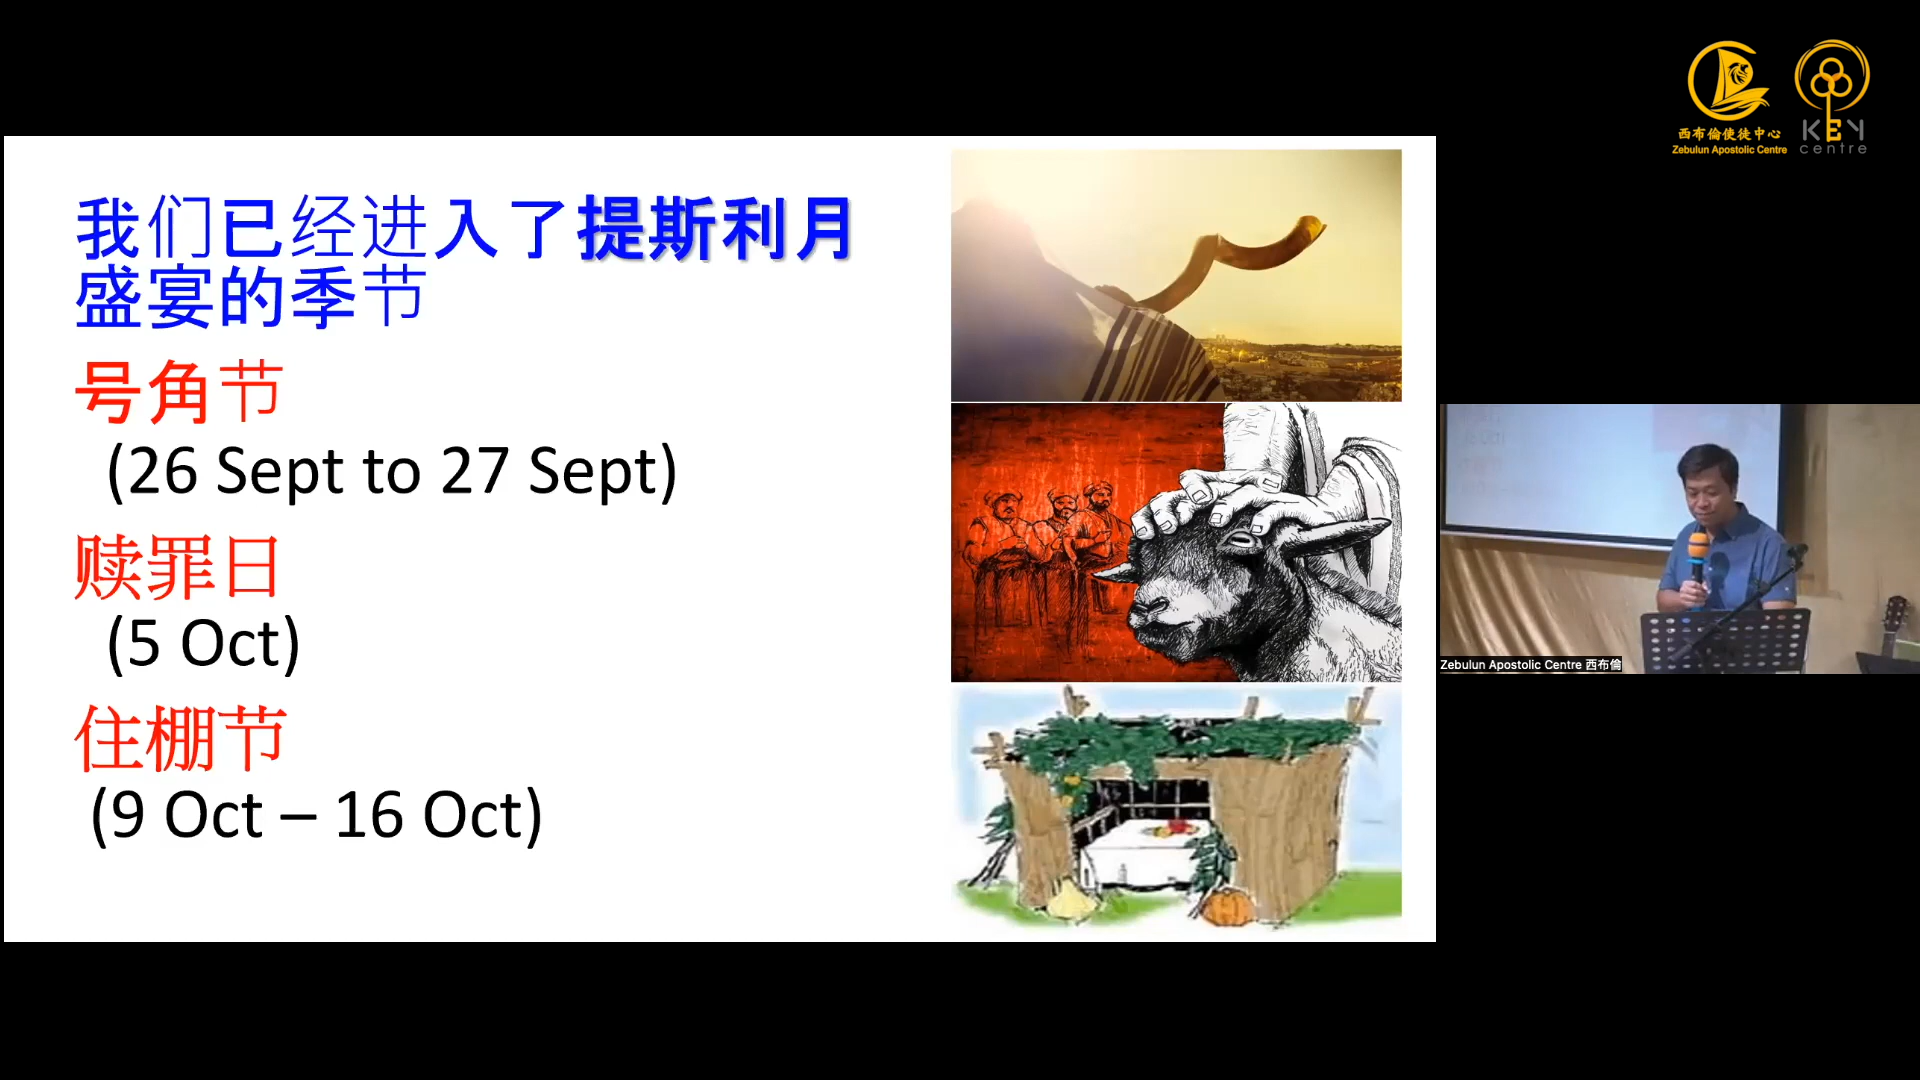 我们已经进入了提斯利月
盛宴的季节
号角节
(26 Sept to 27 Sept)
赎罪日
(5 Oct)
住棚节
(9 Oct – 16 Oct)
西布倫使徒中心
Zebulun Apostolic Centre
KEY
centre
Zebulun Apostolic Centre 西布倫